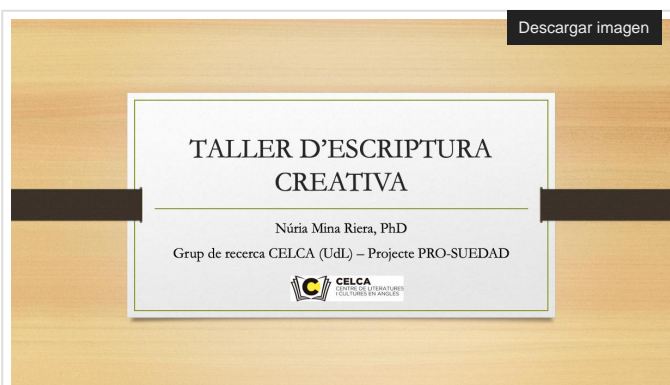 Descargar imagen
TALLER D'ESCRIPTURA
CREATIVA
Núria Mina Riera, PhD
Grup de recerca CELCA (UdL) – Projecte PRO-SUEDAD
C
CELCA
CENTRE DE LITERATURES
I CULTURES EN ANGLÈS